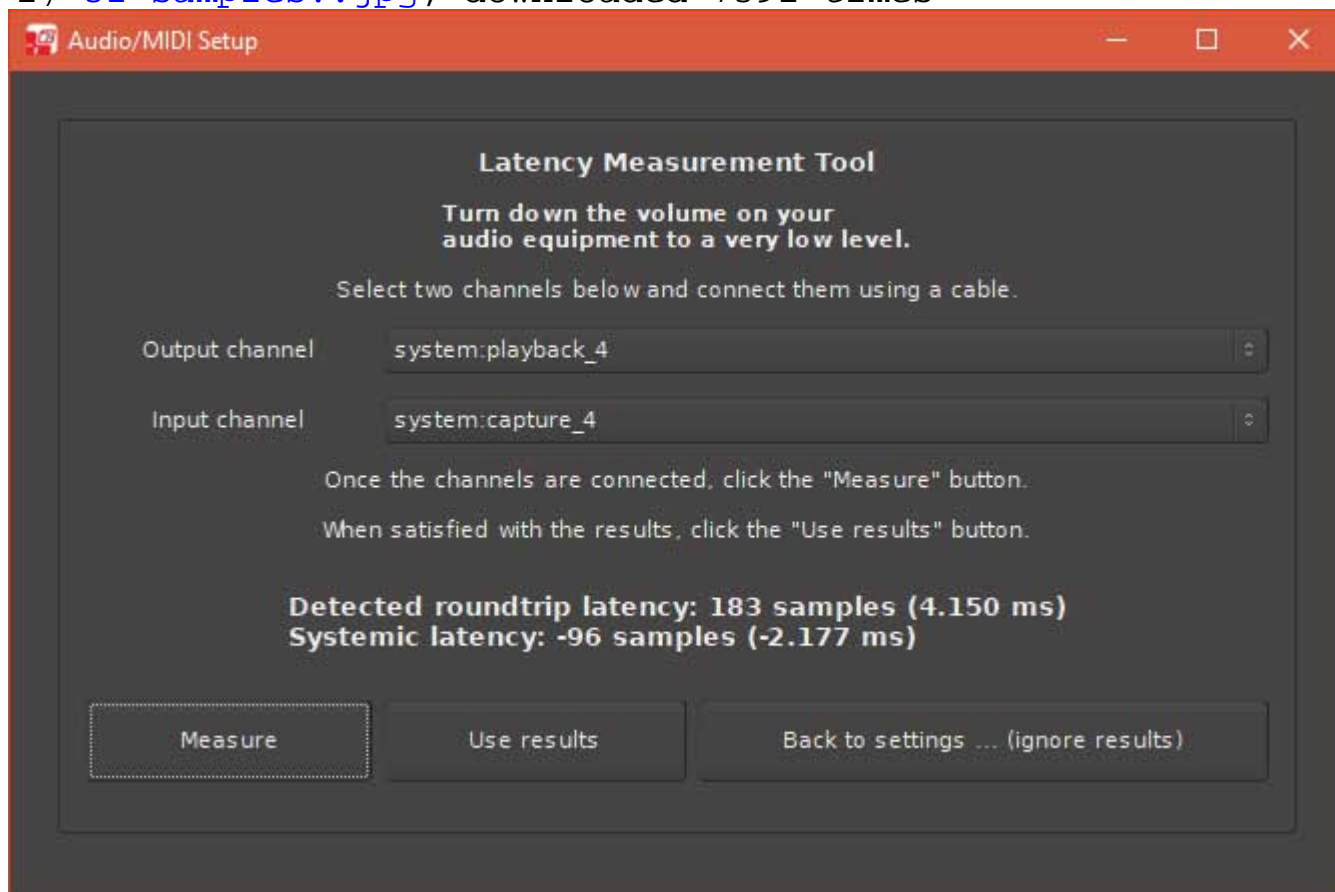 Audio/MIDI Setup
Latency Measurement Tool
Turn down the volume on your
audio equipment to a very low level.
Select two channels below and connect them using a cable.
Output channel system:playback_4
Input channel system:capture_4
Once the channels are connected, click the "Measure" button.
When satisfied with the results, click the "Use results" button.
Detected roundtrip latency: 183 samples (4.150 ms)
Systemic latency: -96 samples (-2.177 ms)
Measure Use results Back to settings ... (ignore results)